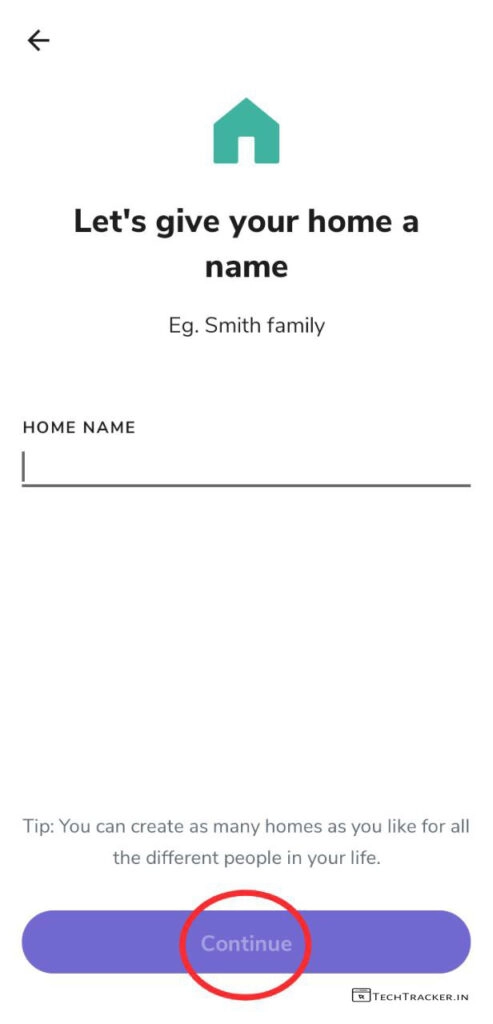 Let's give your home a
name
Eg. Smith family
HOME NAME
Tip: You can create as many homes as you like for all
the different people in your life.
Continue
TECHTRACKER.IN